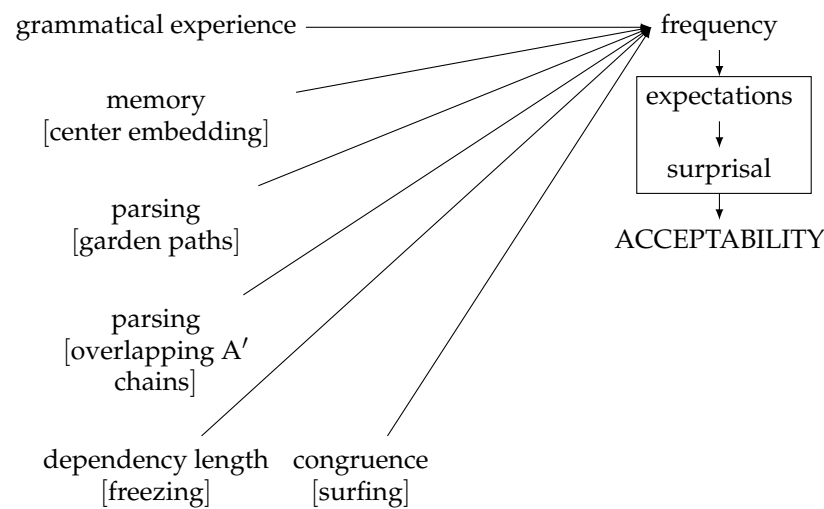 grammatical experience
frequency
expectations
surprisal
ACCEPTABILITY
memory
[center embedding]
parsing
[garden paths]
parsing
[overlapping A′
chains]
dependency length
[freezing]
congruence
[surfing]